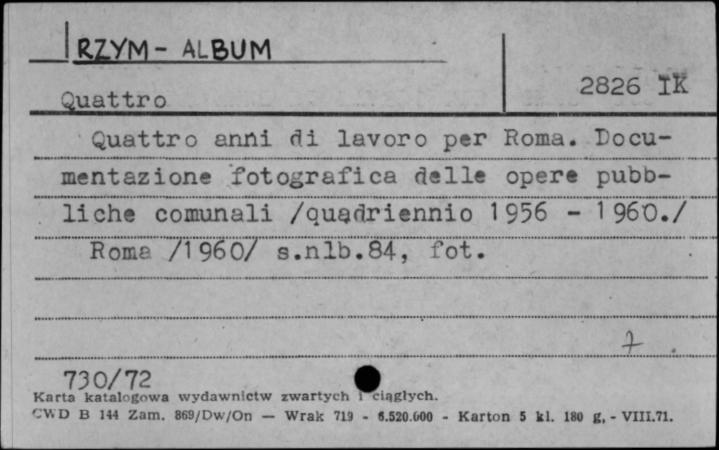 RZYM - ALBUM
2826 IK
Quattro
Quattro anni di lavoro per Roma. Docu-
mentazione fotografica delle opere pubb-
liche comunali /quadriennio 1956 - 1960./
Roma /1960/ s.nlb.84, fot.
7
730/72
Karta katalogowa wydawnictw zwartych i ciągłych.
CWD B 144 Zam. 869/Dw/On — Wrak 719 - 6.520.000 - Karton 5 kl. 180 g, - VIII.71.